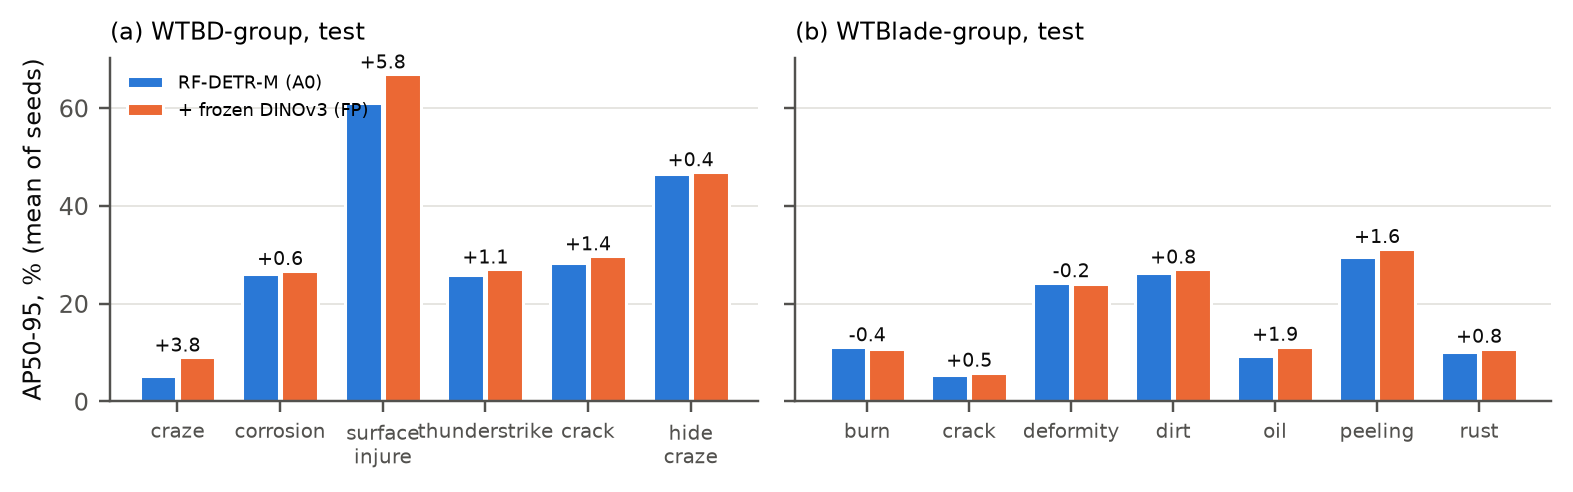 (a) WTBD-group, test
(b) WTBlade-group, test
AP50-95, % (mean of seeds)
RF-DETR-M (A0)
+ frozen DINOv3 (FP)
60
40
20
0
+3.8
+0.6
+5.8
+1.1
+1.4
+0.4
craze
corrosion
surface
injure
thunderstrike
crack
hide
craze
-0.4
+0.5
-0.2
+0.8
+1.9
+1.6
+0.8
burn
crack
deformity
dirt
oil
peeling
rust